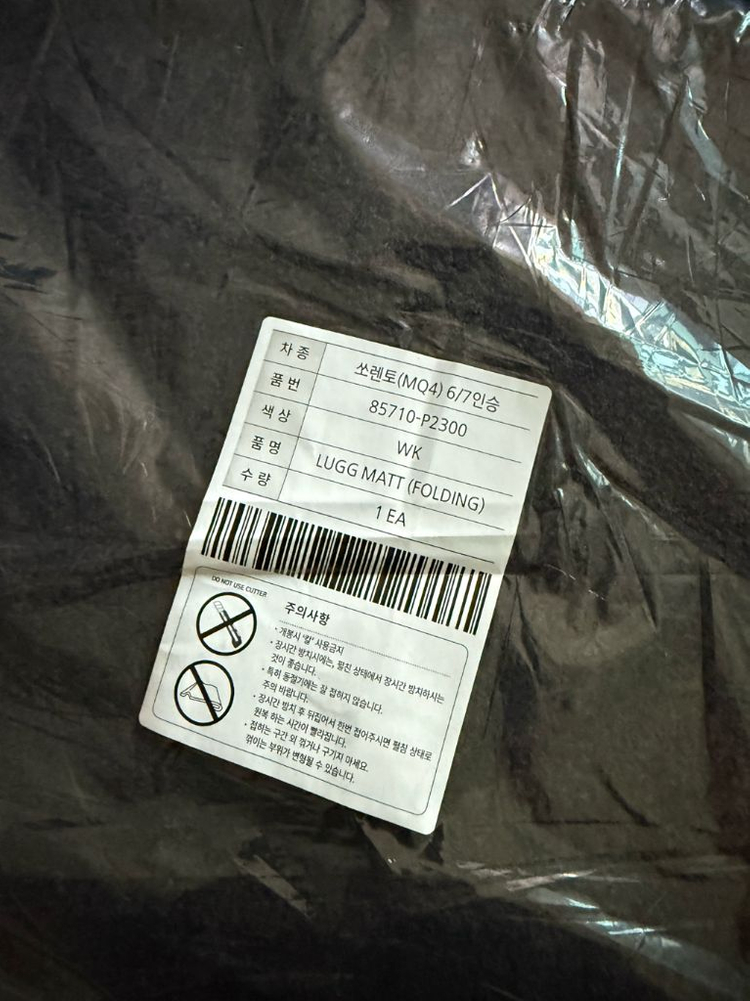 차 종 쏘렌토(MQ4) 6/7인승
품 번 85710-P2300
색 상 WK
품 명 LUGG MATT (FOLDING)
수 량 1 EA
DO NOT USE CUTTER
주의사항
· 개봉시 '칼' 사용금지
· 장시간 방치시에는, 펼친 상태에서 장시간 방치하시는
것이 좋습니다.
· 특히 동절기에는 잘 접하지 않습니다.
주의 바랍니다.
· 장시간 방치 후 뒤집어서 한번 접어주시면 펼침 상태로
원복 하는 시간이 빨라집니다.
· 접히는 구간 외 꺾거나 구기지 마세요.
꺾이는 부위가 변형될 수 있습니다.